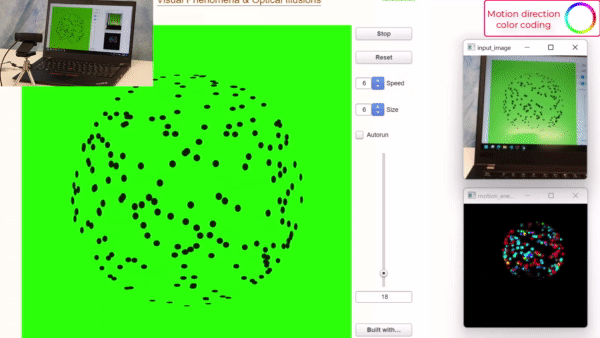 Visual Phenomena & Optical Illusions
Motion direction
color coding
Stop
Reset
6 Speed
6 Size
Autorun
18
Built with...
input_image